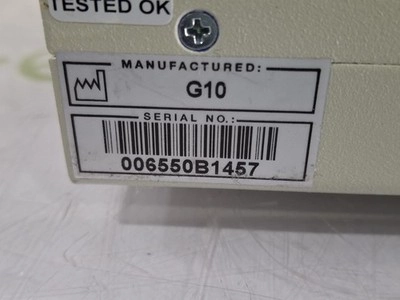 TESTED OK
MANUFACTURED:
G10
SERIAL NO.:
006550B1457